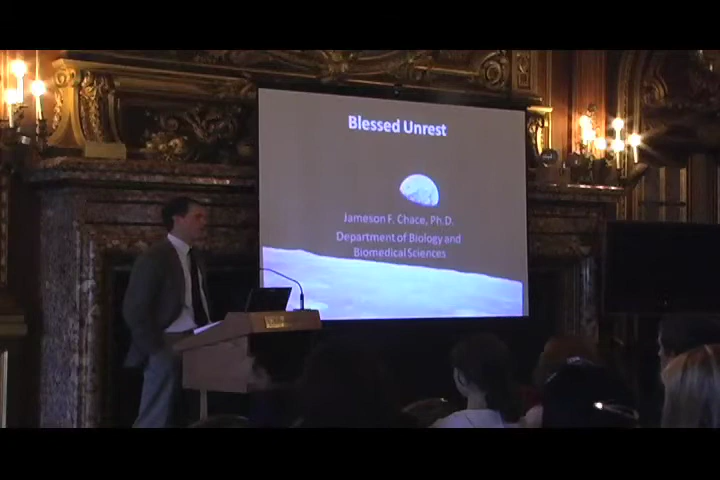 Blessed Unrest
Jameson F. Chace, Ph.D.
Department of Biology and
Biomedical Sciences